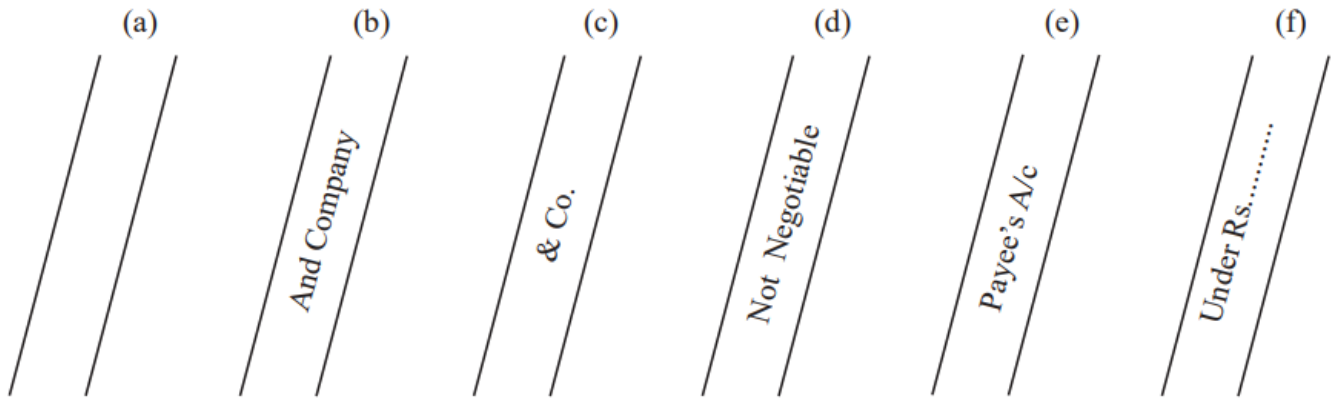 (a) (b) (c) (d) (e) (f)
And Company
& Co.
Not Negotiable
Payee’s A/c
Under Rs...........